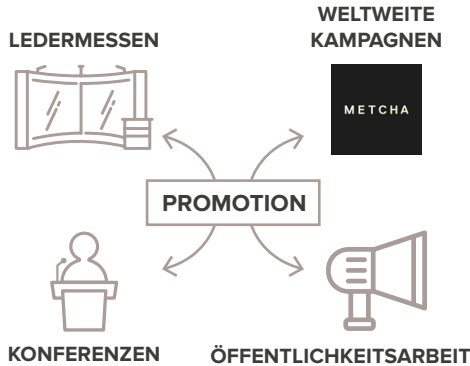 LEDERMESSEN
WELTWEITE
KAMPAGNEN
METCHA
PROMOTION
KONFERENZEN
ÖFFENTLICHKEITSARBEIT